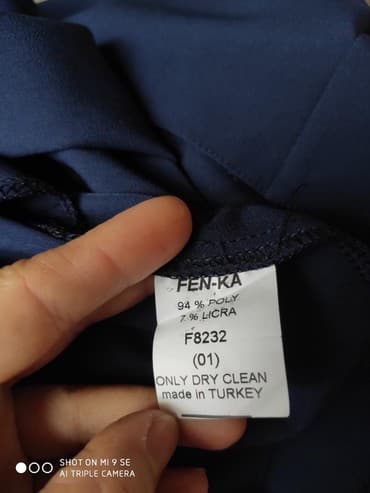 FEN-KA
94 % POLY
7 % LICRA
F8232
(01)
ONLY DRY CLEAN
made in TURKEY
SHOT ON MI 9 SE
AI TRIPLE CAMERA